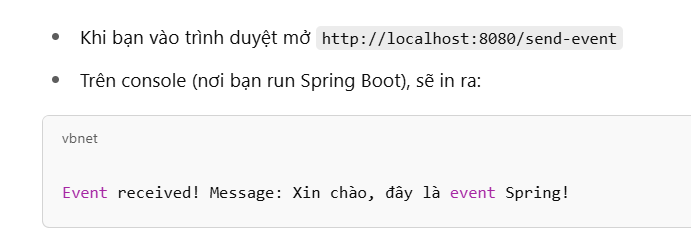 Khi bạn vào trình duyệt mở http://localhost:8080/send-event
Trên console (nơi bạn run Spring Boot), sẽ in ra:
vbnet
Event received! Message: Xin chào, đây là event Spring!